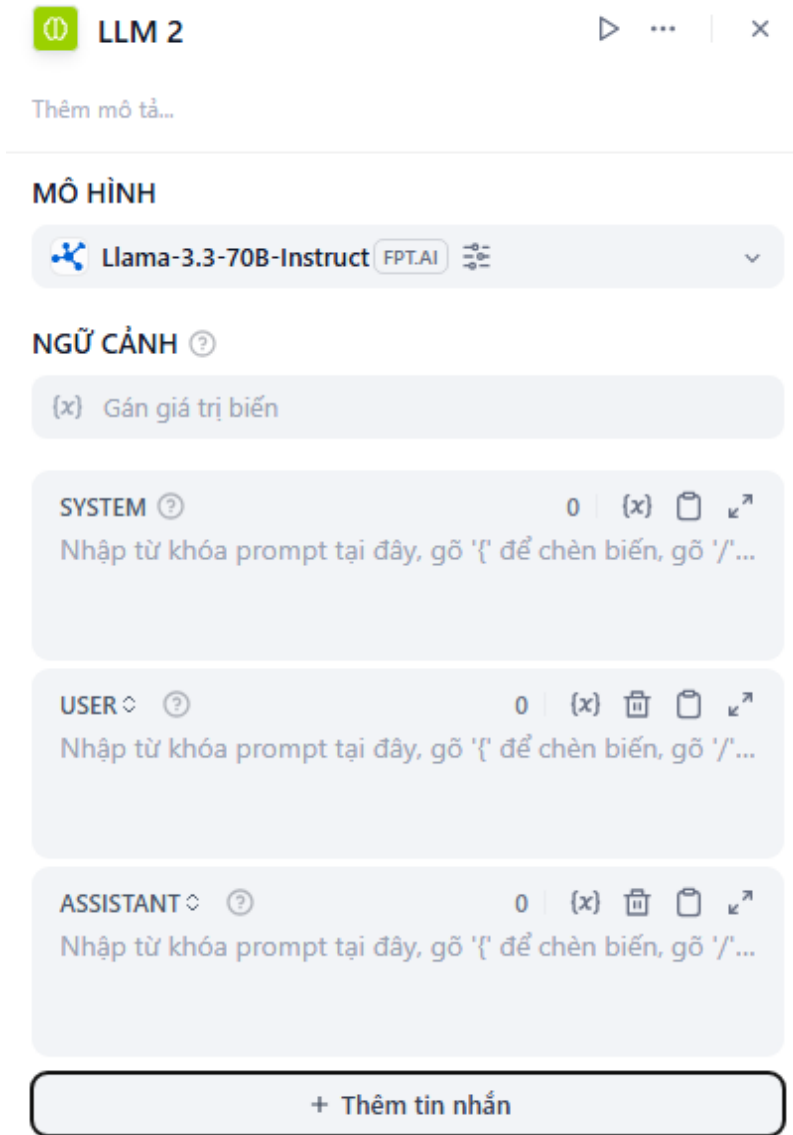 LLM 2
Thêm mô tả...
MÔ HÌNH
Llama-3.3-70B-Instruct FPT.AI
NGỮ CẢNH ?
{x} Gán giá trị biến
SYSTEM ? 0 {x}
Nhập từ khóa prompt tại đây, gõ '{' để chèn biến, gõ '/'...
USER ? 0 {x}
Nhập từ khóa prompt tại đây, gõ '{' để chèn biến, gõ '/'...
ASSISTANT ? 0 {x}
Nhập từ khóa prompt tại đây, gõ '{' để chèn biến, gõ '/'...
+ Thêm tin nhắn